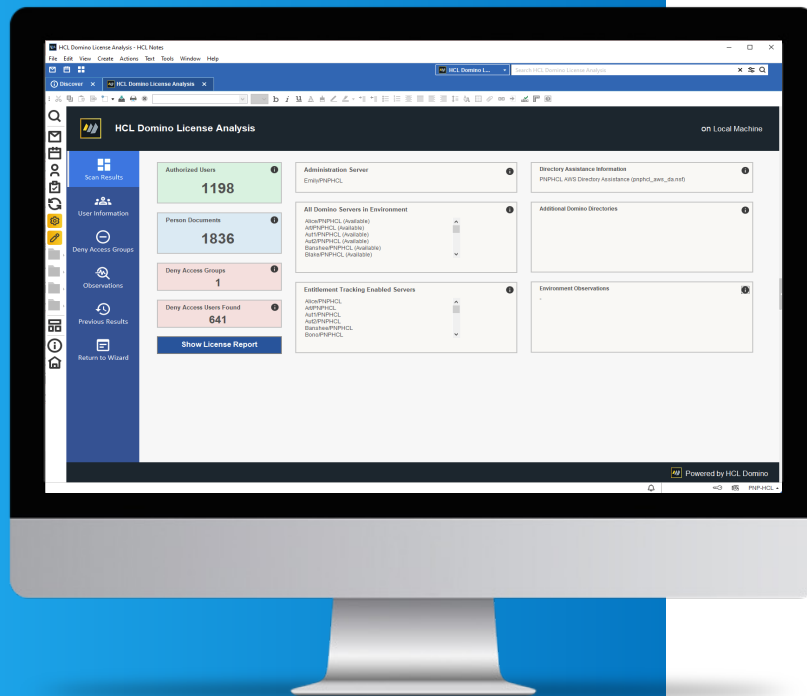 HCL Domino License Analysis - HCL Notes
File Edit View Create Actions Text Tools Window Help
HCL Domino L...
Search HCL Domino License Analysis
Discover
HCL Domino License Analysis
HCL Domino License Analysis
on Local Machine
Scan Results
User Information
Deny Access Groups
Observations
Previous Results
Return to Wizard
Authorized Users
1198
Person Documents
1836
Deny Access Groups
1
Deny Access Users Found
641
Show License Report
Administration Server
Emily/PNPHCL
All Domino Servers in Environment
Alice/PNPHCL (Available)
Aut1/PNPHCL (Available)
Aut2/PNPHCL (Available)
Banshee/PNPHCL (Available)
Blake/PNPHCL (Available)
Entitlement Tracking Enabled Servers
Alice/PNPHCL
Aut1/PNPHCL
Aut2/PNPHCL
Banshee/PNPHCL
Bono/PNPHCL
Directory Assistance Information
PNPHCL AWS Directory Assistance (pnphcl_aws_da.nsf)
Additional Domino Directories
Environment Observations
-
Powered by HCL Domino
PNP-HCL